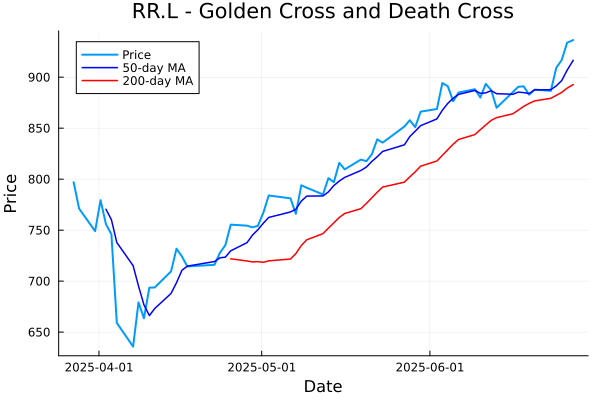 RR.L - Golden Cross and Death Cross
Price
50-day MA
200-day MA
Price
900
850
800
750
700
650
2025-04-01
2025-05-01
2025-06-01
Date